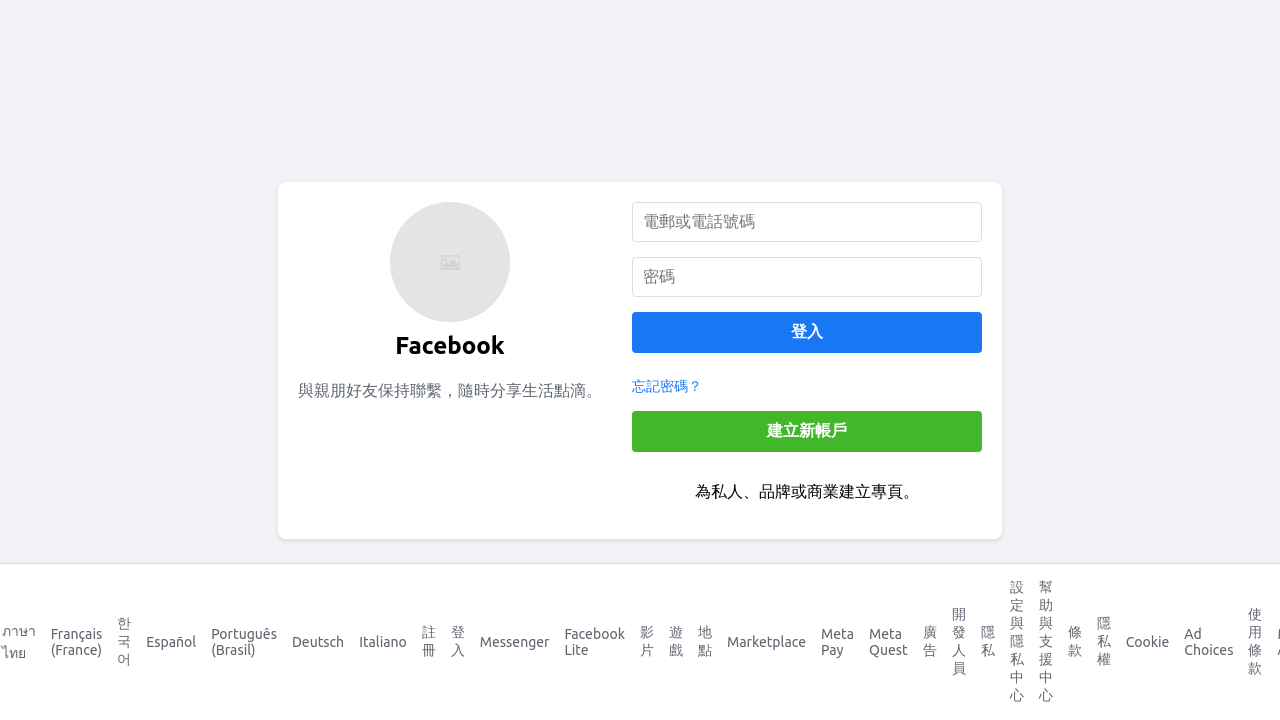 Facebook
與親朋好友保持聯繫，隨時分享生活點滴。
電郵或電話號碼
密碼
登入
忘記密碼？
建立新帳戶
為私人、品牌或商業建立專頁。
ภาษาไทย
Français (France)
한국어
Español
Português (Brasil)
Deutsch
Italiano
註冊
登入
Messenger
Facebook Lite
影片
遊戲
地點
Marketplace
Meta Pay
Meta Quest
廣告
開發人員
隱私
設定與隱私中心
幫助與支援中心
條款
隱私權
Cookie
Ad Choices
使用條款